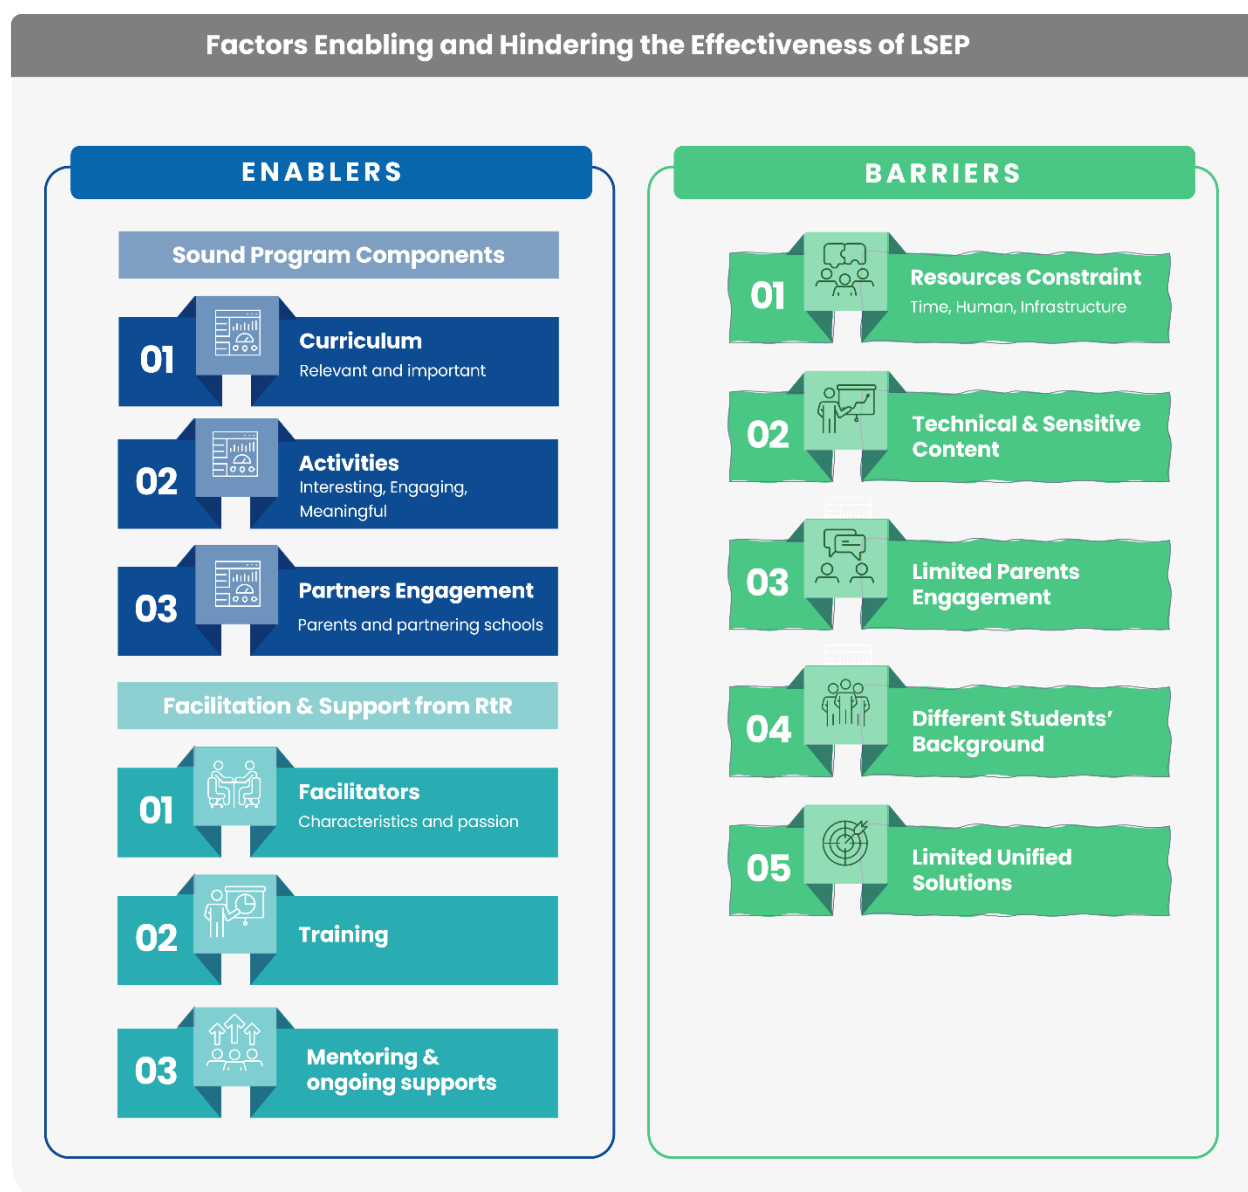 Factors Enabling and Hindering the Effectiveness of LSEP
ENABLERS
Sound Program Components
01
Curriculum
Relevant and important
02
Activities
Interesting, Engaging,
Meaningful
03
Partners Engagement
Parents and partnering schools
Facilitation & Support from RtR
01
Facilitators
Characteristics and passion
02
Training
03
Mentoring &
ongoing supports
BARRIERS
01
Resources Constraint
Time, Human, Infrastructure
02
Technical & Sensitive
Content
03
Limited Parents
Engagement
04
Different Students’
Background
05
Limited Unified
Solutions